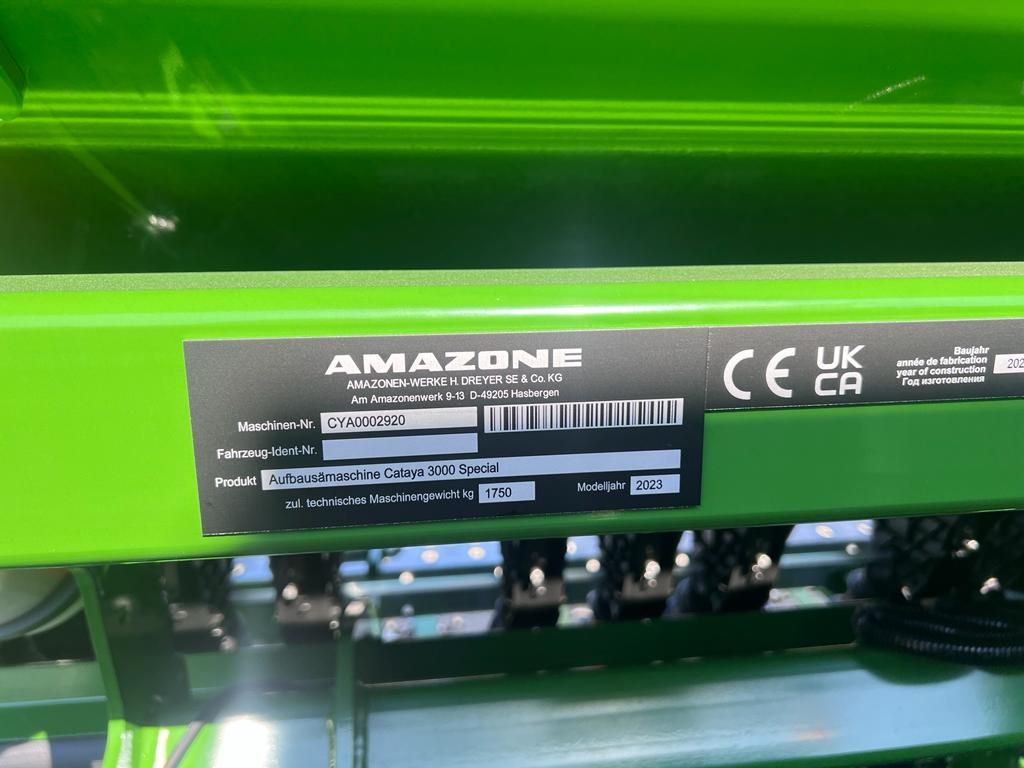 AMAZONE
AMAZONEN-WERKE H. DREYER SE & Co. KG
Am Amazonenwerk 9-13 D-49205 Hasbergen
Maschinen-Nr. CYA0002920
Fahrzeug-Ident-Nr.
Produkt Aufbausämaschine Cataya 3000 Special
zul. technisches Maschinengewicht kg 1750 Modelljahr 2023
CE UK
CA
Baujahr
année de fabrication
year of construction
Год изготовления